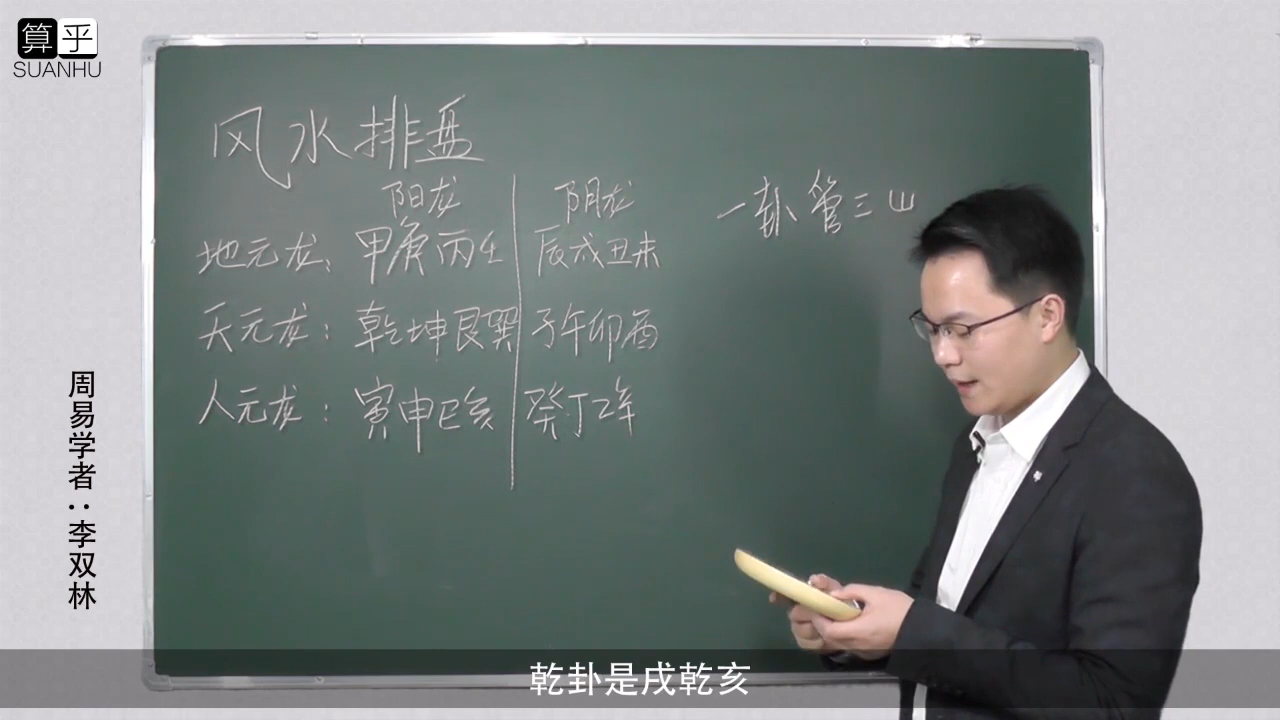 算乎
SUANHU
风水排盘
阳龙 阴龙
一卦管三山
地元龙：甲庚丙壬 辰戌丑未
天元龙：乾坤艮巽 子午卯酉
人元龙：寅申巳亥 癸丁乙辛
周易学者：李双林
乾卦是戌乾亥